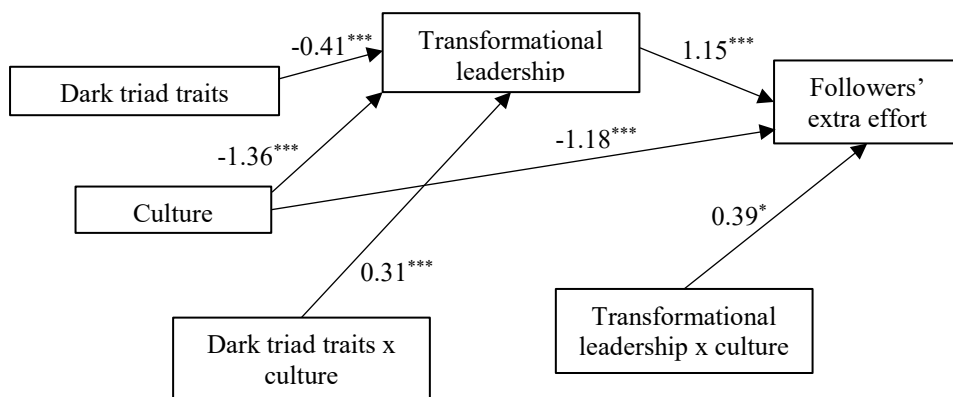 -0.41***
Transformational
leadership
1.15***
Dark triad traits
Followers’
extra effort
-1.36***
-1.18***
Culture
0.39*
0.31***
Transformational
leadership x culture
Dark triad traits x
culture